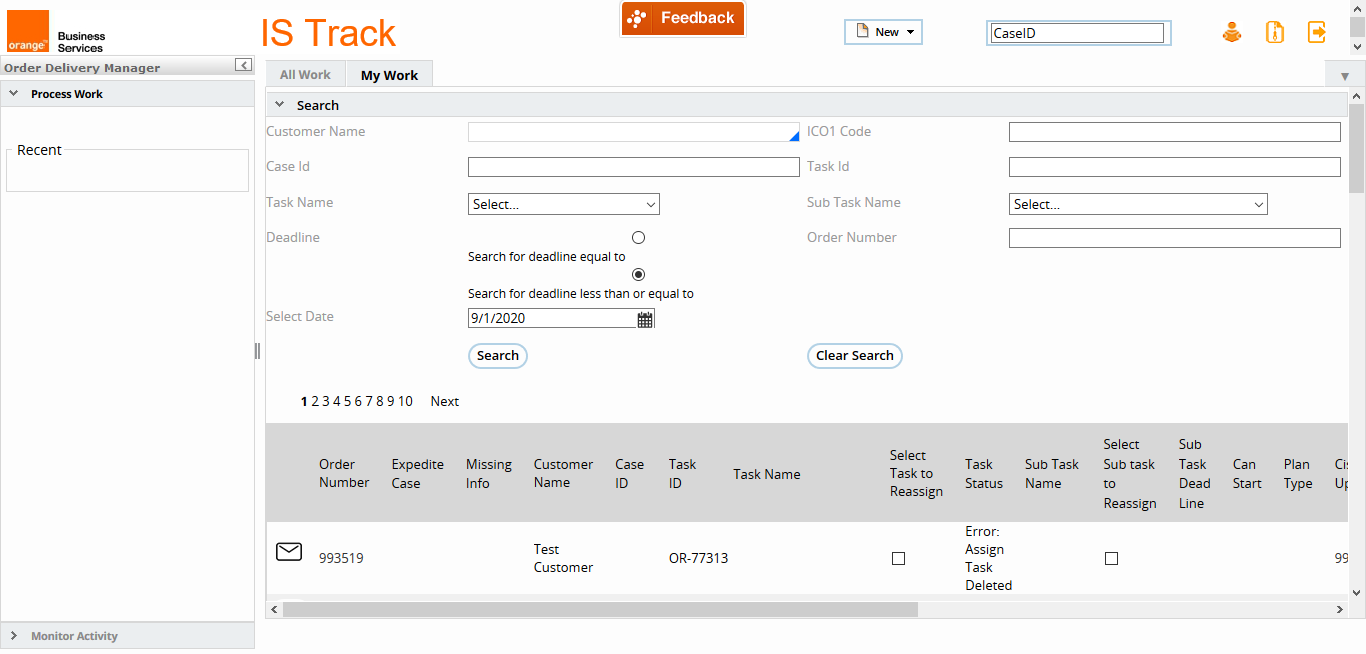 orange™
Business
Services
IS Track
Feedback
New
CaseID
Order Delivery Manager
All Work
My Work
Process Work
Search
Customer Name
ICO1 Code
Recent
Case Id
Task Id
Task Name
Select...
Sub Task Name
Select...
Deadline
Order Number
Search for deadline equal to
Search for deadline less than or equal to
Select Date
9/1/2020
Search
Clear Search
1 2 3 4 5 6 7 8 9 10 Next
Order
Number
Expedite
Case
Missing
Info
Customer
Name
Case
ID
Task
ID
Task Name
Select
Task to
Reassign
Task
Status
Sub Task
Name
Select
Sub task
to
Reassign
Sub
Task
Dead
Line
Can
Start
Plan
Type
993519
Test
Customer
OR-77313
Error:
Assign
Task
Deleted
99
Monitor Activity